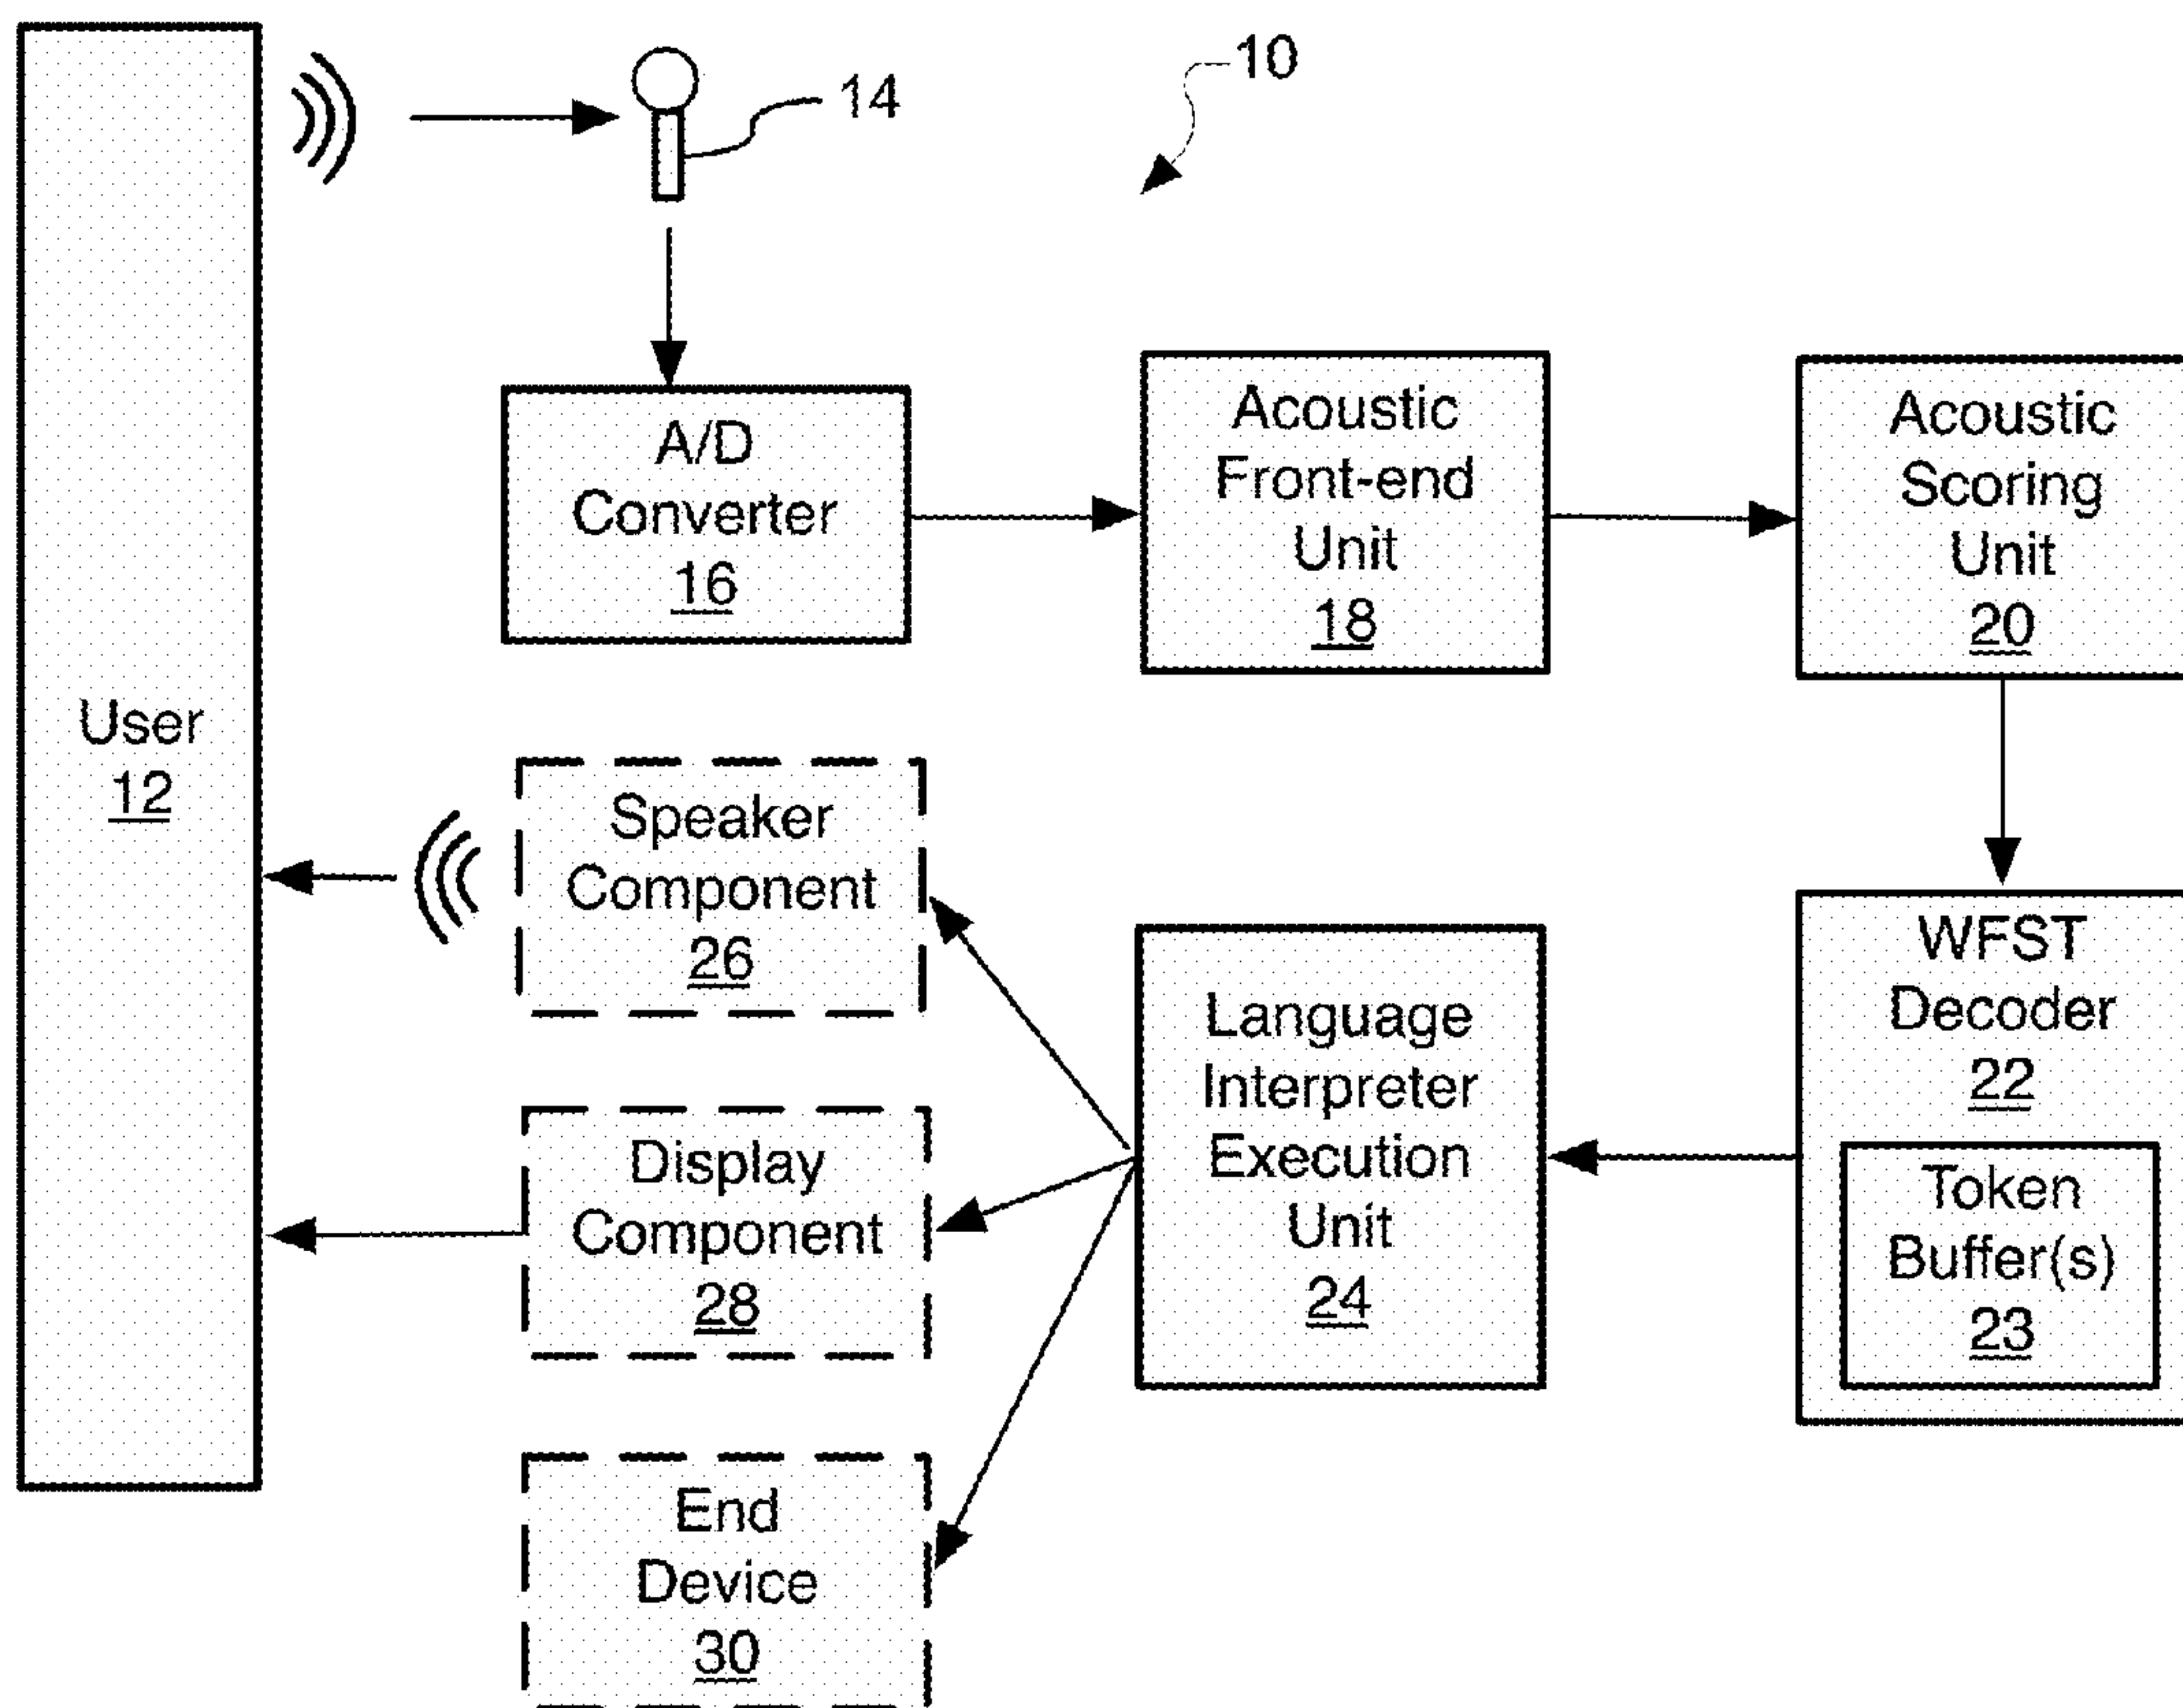 10
14
A/D
Converter
16
Acoustic
Front-end
Unit
18
Acoustic
Scoring
Unit
20
User
12
Speaker
Component
26
WFST
Decoder
22
Language
Interpreter
Execution
Unit
24
Token
Buffer(s)
23
Display
Component
28
End
Device
30